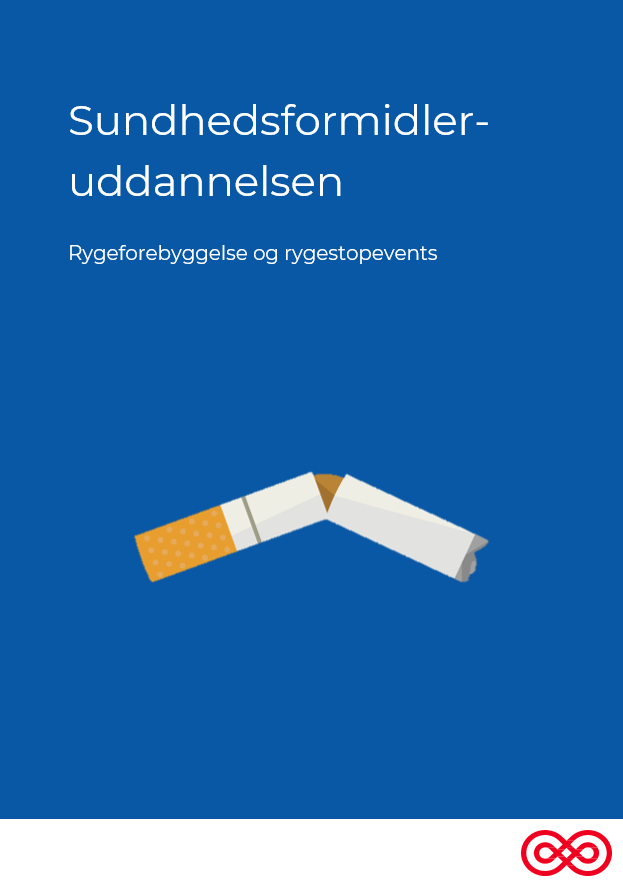 Sundhedsformidler-
uddannelsen
Rygeforebyggelse og rygestopevents